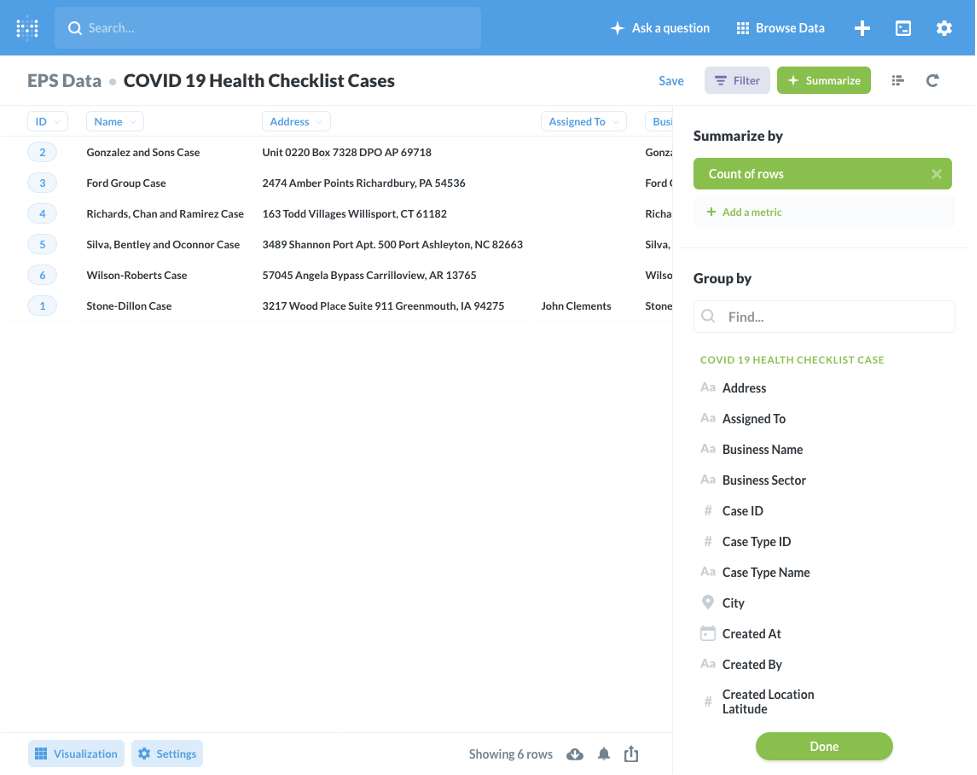 Search...
Ask a question
Browse Data
EPS Data • COVID 19 Health Checklist Cases
Save
Filter
Summarize
ID Name Address Assigned To Busi
2 Gonzalez and Sons Case Unit 0220 Box 7328 DPO AP 69718 Gonza
3 Ford Group Case 2474 Amber Points Richardbury, PA 54536 Ford G
4 Richards, Chan and Ramirez Case 163 Todd Villages Willisport, CT 61182 Richa
5 Silva, Bentley and Oconnor Case 3489 Shannon Port Apt. 500 Port Ashleyton, NC 82663 Silva,
6 Wilson-Roberts Case 57045 Angela Bypass Carrilloview, AR 13765 Wilso
1 Stone-Dillon Case 3217 Wood Place Suite 911 Greenmouth, IA 94275 John Clements Stone
Visualization
Settings
Showing 6 rows
Summarize by
Count of rows
Add a metric
Group by
Find...
COVID 19 HEALTH CHECKLIST CASE
Aa Address
Aa Assigned To
Aa Business Name
Aa Business Sector
# Case ID
# Case Type ID
Aa Case Type Name
City
Created At
Aa Created By
# Created Location
Latitude
Done